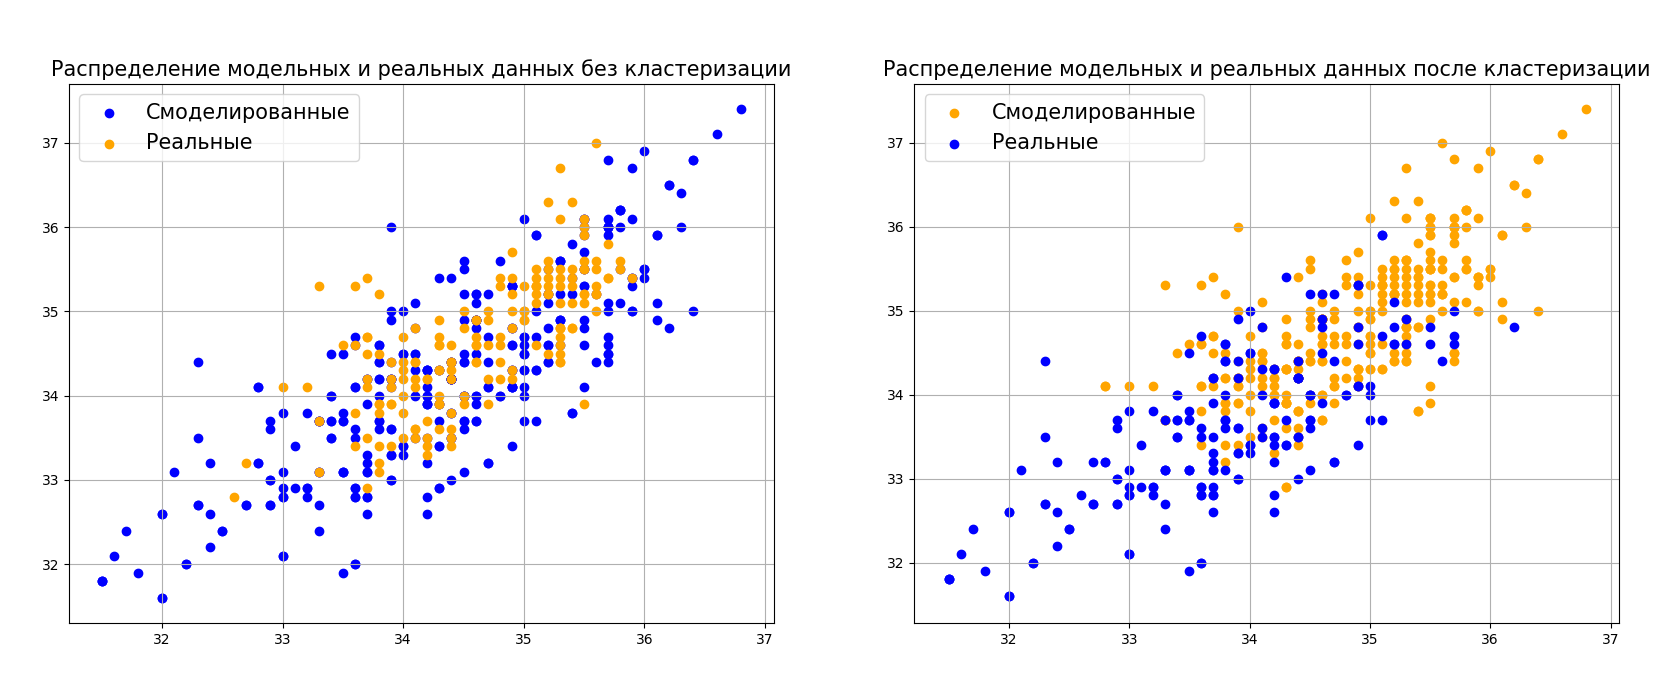 Распределение модельных и реальных данных без кластеризации
Смоделированные
Реальные
37
36
35
34
33
32
32 33 34 35 36 37
Распределение модельных и реальных данных после кластеризации
Смоделированные
Реальные
37
36
35
34
33
32
32 33 34 35 36 37